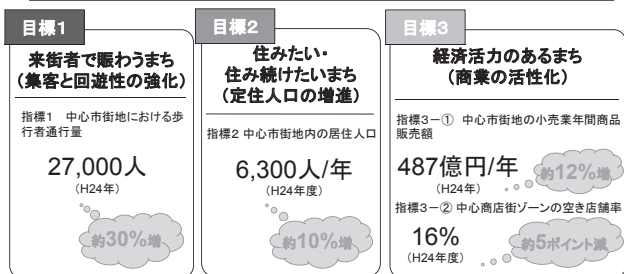 目標1
来街者で賑わうまち
(集客と回遊性の強化)
指標1 中心市街地における歩
行者通行量
27,000人
(H24年)
約30%増
目標2
住みたい・
住み続けたいまち
(定住人口の増進)
指標2 中心市街地内の居住人口
6,300人/年
(H24年度)
約10%増
目標3
経済活力のあるまち
(商業の活性化)
指標3-① 中心市街地の小売業年間商品
販売額
487億円/年
(H24年)
約12%増
指標3-② 中心商店街ゾーンの空き店舗率
16%
(H24年度)
約5ポイント減